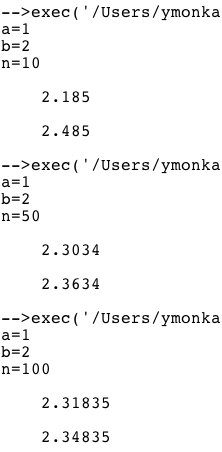 -->exec('/Users/ymonka
a=1
b=2
n=10
2.185
2.485
-->exec('/Users/ymonka
a=1
b=2
n=50
2.3034
2.3634
-->exec('/Users/ymonka
a=1
b=2
n=100
2.31835
2.34835